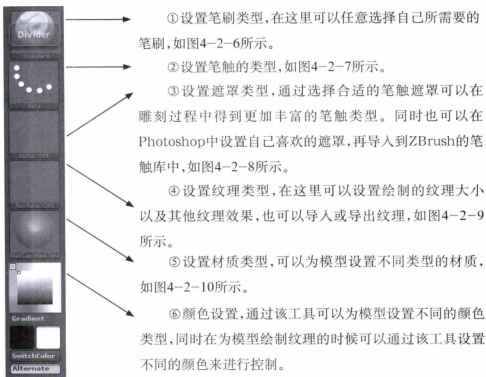 Divider
①设置笔刷类型,在这里可以任意选择自己所需要的
笔刷,如图4-2-6所示。
②设置笔触的类型,如图4-2-7所示。
③设置遮罩类型,通过选择合适的笔触遮罩可以在
雕刻过程中得到更加丰富的笔触类型。同时也可以在
Photoshop中设置自己喜欢的遮罩,再导入到ZBrush的笔
触库中,如图4-2-8所示。
④设置纹理类型,在这里可以设置绘制的纹理大小
以及其他纹理效果,也可以导入或导出纹理,如图4-2-9
所示。
⑤设置材质类型,可以为模型设置不同类型的材质,
如图4-2-10所示。
⑥颜色设置,通过该工具可以为模型设置不同的颜色
类型,同时在为模型绘制纹理的时候可以通过该工具设置
不同的颜色来进行控制。
Gradient
SwitchColor
Alternate